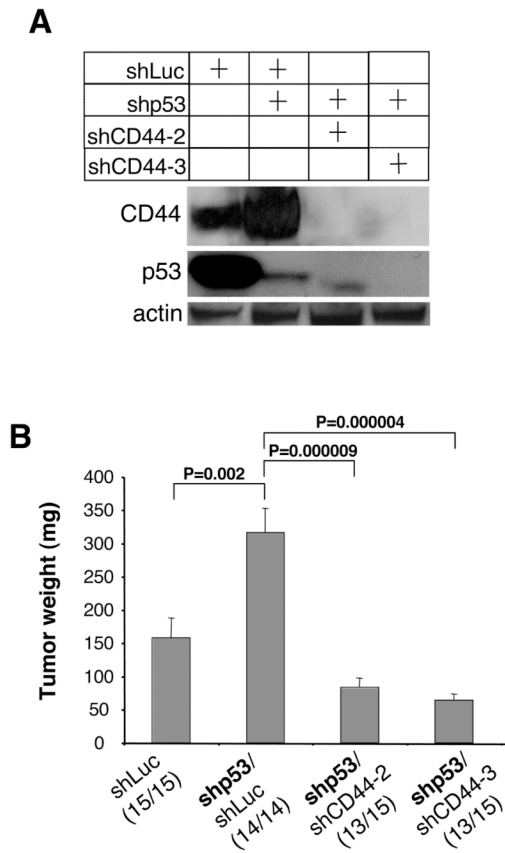 A
shLuc + +
shp53 + + +
shCD44-2 +
shCD44-3 +
CD44
p53
actin
B
P=0.000004
P=0.000009
P=0.002
Tumor weight (mg)
400
350
300
250
200
150
100
50
0
shLuc
(15/15)
shp53/
shLuc
(14/14)
shp53/
shCD44-2
(13/15)
shp53/
shCD44-3
(13/15)